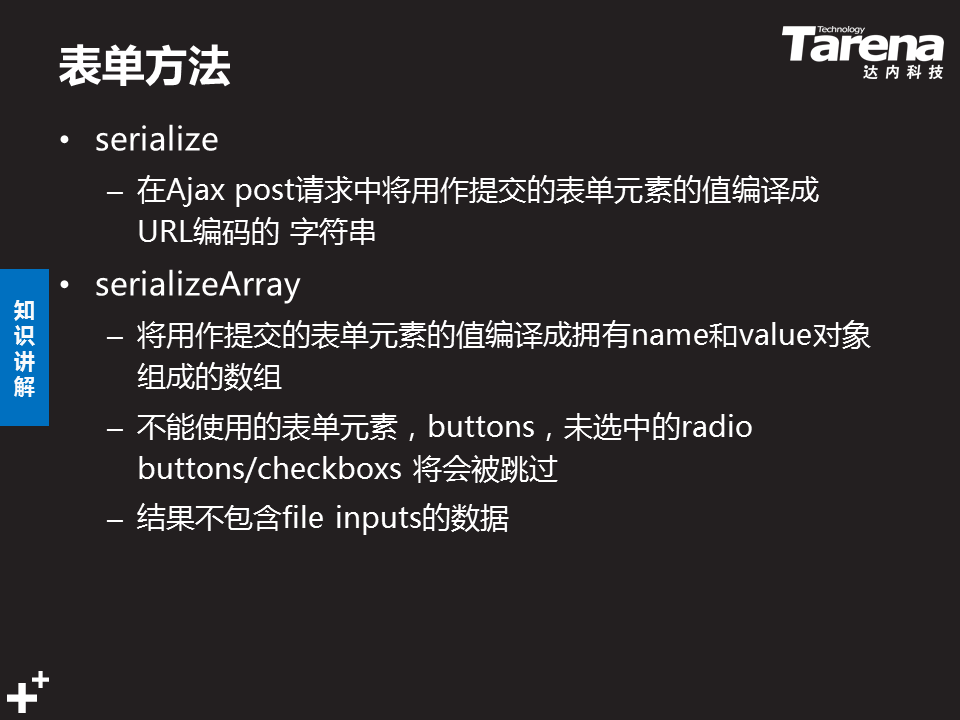 表单方法
Technology
Tarena
达内科技
• serialize
– 在Ajax post请求中将用作提交的表单元素的值编译成
URL编码的 字符串
• serializeArray
– 将用作提交的表单元素的值编译成拥有name和value对象
组成的数组
– 不能使用的表单元素，buttons，未选中的radio
buttons/checkboxs 将会被跳过
– 结果不包含file inputs的数据
知
识
讲
解